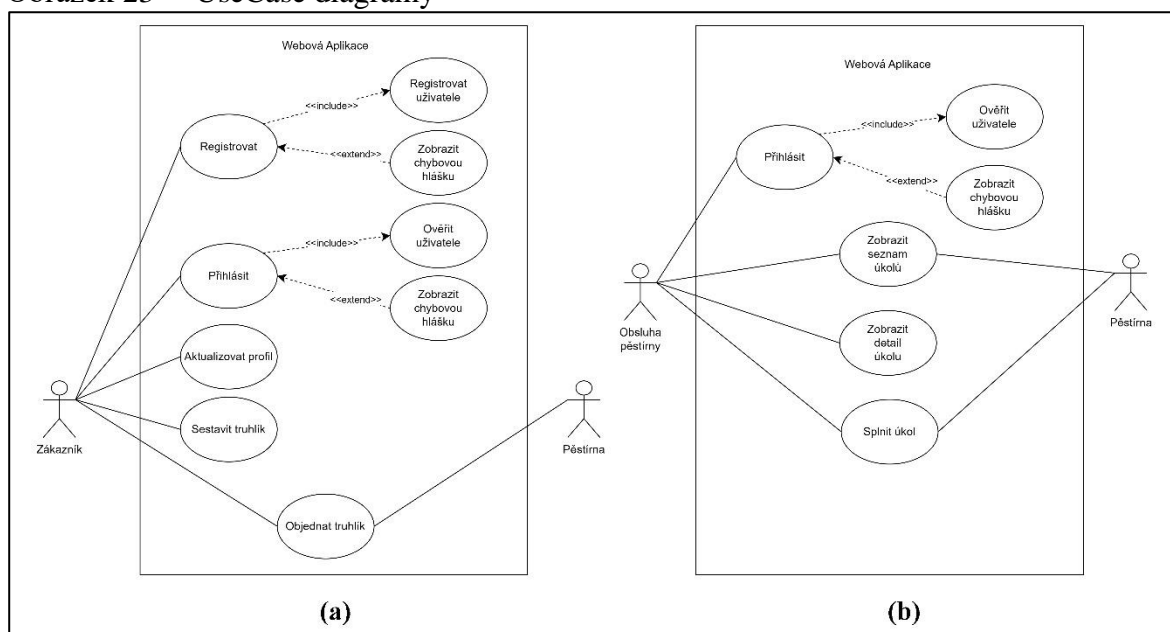 Obrázek 23 – UseCase diagramy
Webová Aplikace
Registrovat
uživatele
<<include>>
Registrovat
<<extend>>
Zobrazit
chybovou
hlášku
Ověřit
uživatele
<<include>>
Přihlásit
<<extend>>
Zobrazit
chybovou
hlášku
Aktualizovat profil
Sestavit truhlík
Zákazník
Pěstírna
Objednat truhlík
(a)
Webová Aplikace
Ověřit
uživatele
<<include>>
Přihlásit
<<extend>>
Zobrazit
chybovou
hlášku
Zobrazit
seznam
úkolů
Obsluha
pěstírny
Pěstírna
Zobrazit
detail
úkolu
Splnit úkol
(b)